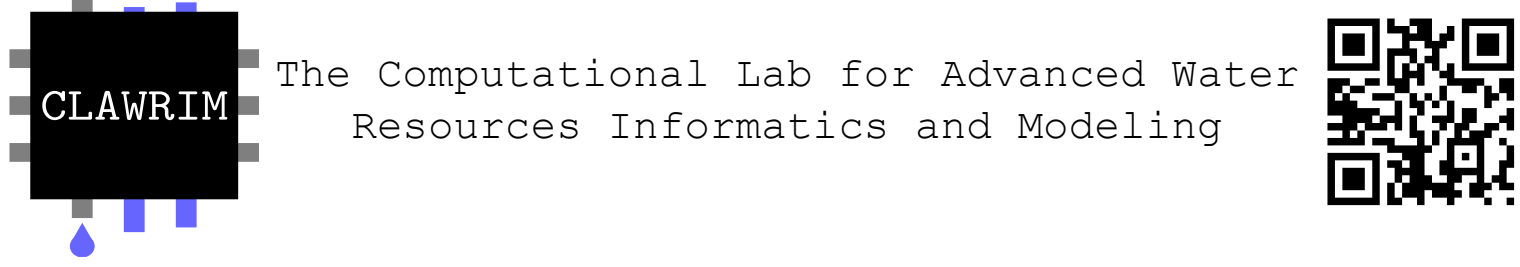 CLAWRIM
The Computational Lab for Advanced Water
Resources Informatics and Modeling